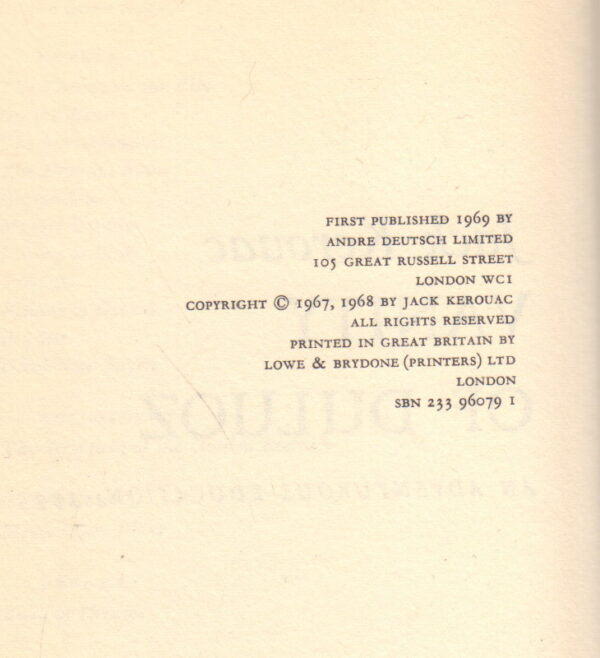 FIRST PUBLISHED 1969 BY
ANDRE DEUTSCH LIMITED
105 GREAT RUSSELL STREET
LONDON WC1
COPYRIGHT © 1967, 1968 BY JACK KEROUAC
ALL RIGHTS RESERVED
PRINTED IN GREAT BRITAIN BY
LOWE & BRYDONE (PRINTERS) LTD
LONDON
SBN 233 96079 1